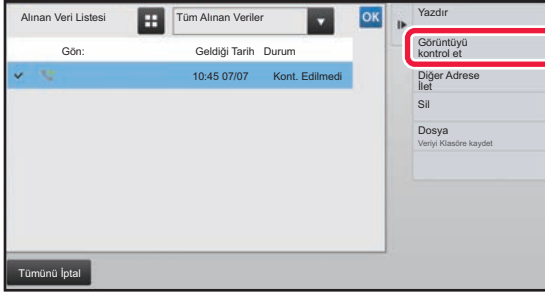 Alınan Veri Listesi
Tüm Alınan Veriler
OK
Gön:
Geldiği Tarih
Durum
10:45 07/07
Kont. Edilmedi
Tümünü İptal
Yazdır
Görüntüyü
kontrol et
Diğer Adrese
İlet
Sil
Dosya
Veriyi Klasöre kaydet